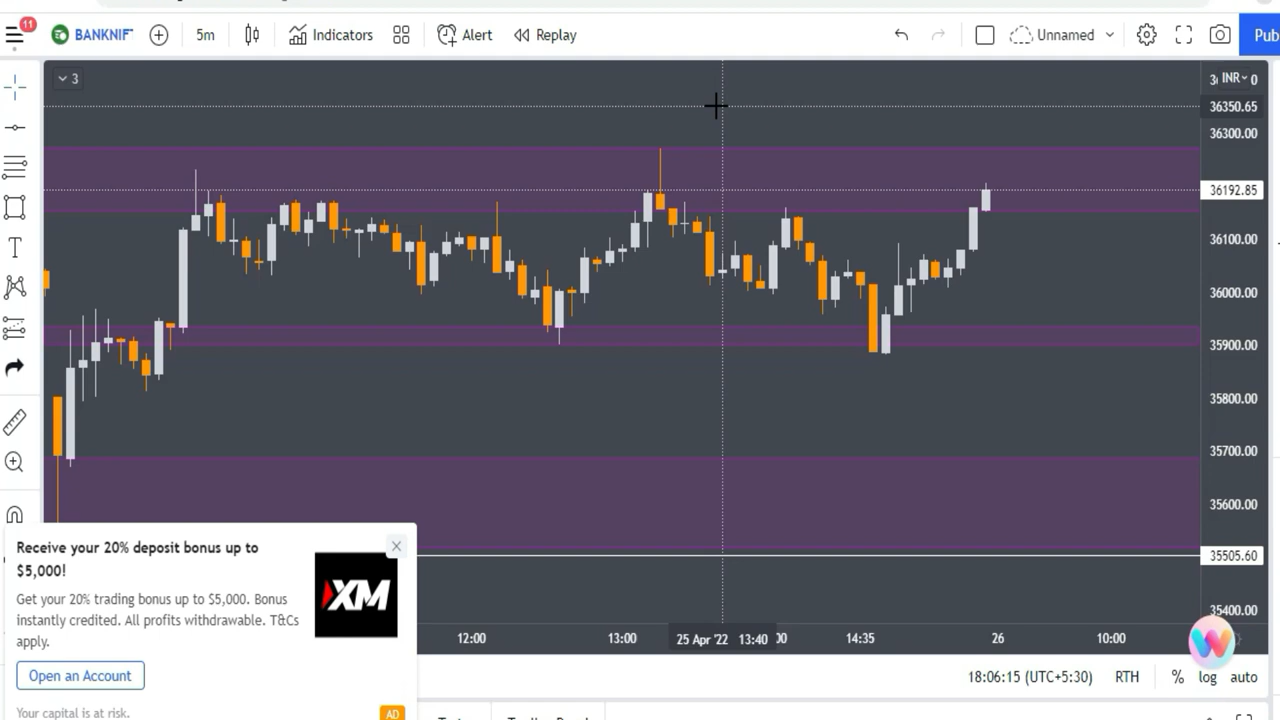 11
BANKNIF
5m
Indicators
Alert
Replay
Unnamed
Pub
3
INR
36350.65
36300.00
36192.85
36100.00
36000.00
35900.00
35800.00
35700.00
35600.00
35505.60
35400.00
12:00
13:00
25 Apr '22 13:40
14:35
26
10:00
Receive your 20% deposit bonus up to
$5,000!
Get your 20% trading bonus up to $5,000. Bonus
instantly credited. All profits withdrawable. T&Cs
apply.
XM
Open an Account
Your capital is at risk.
AD
18:06:15 (UTC+5:30)
RTH
%
log
auto